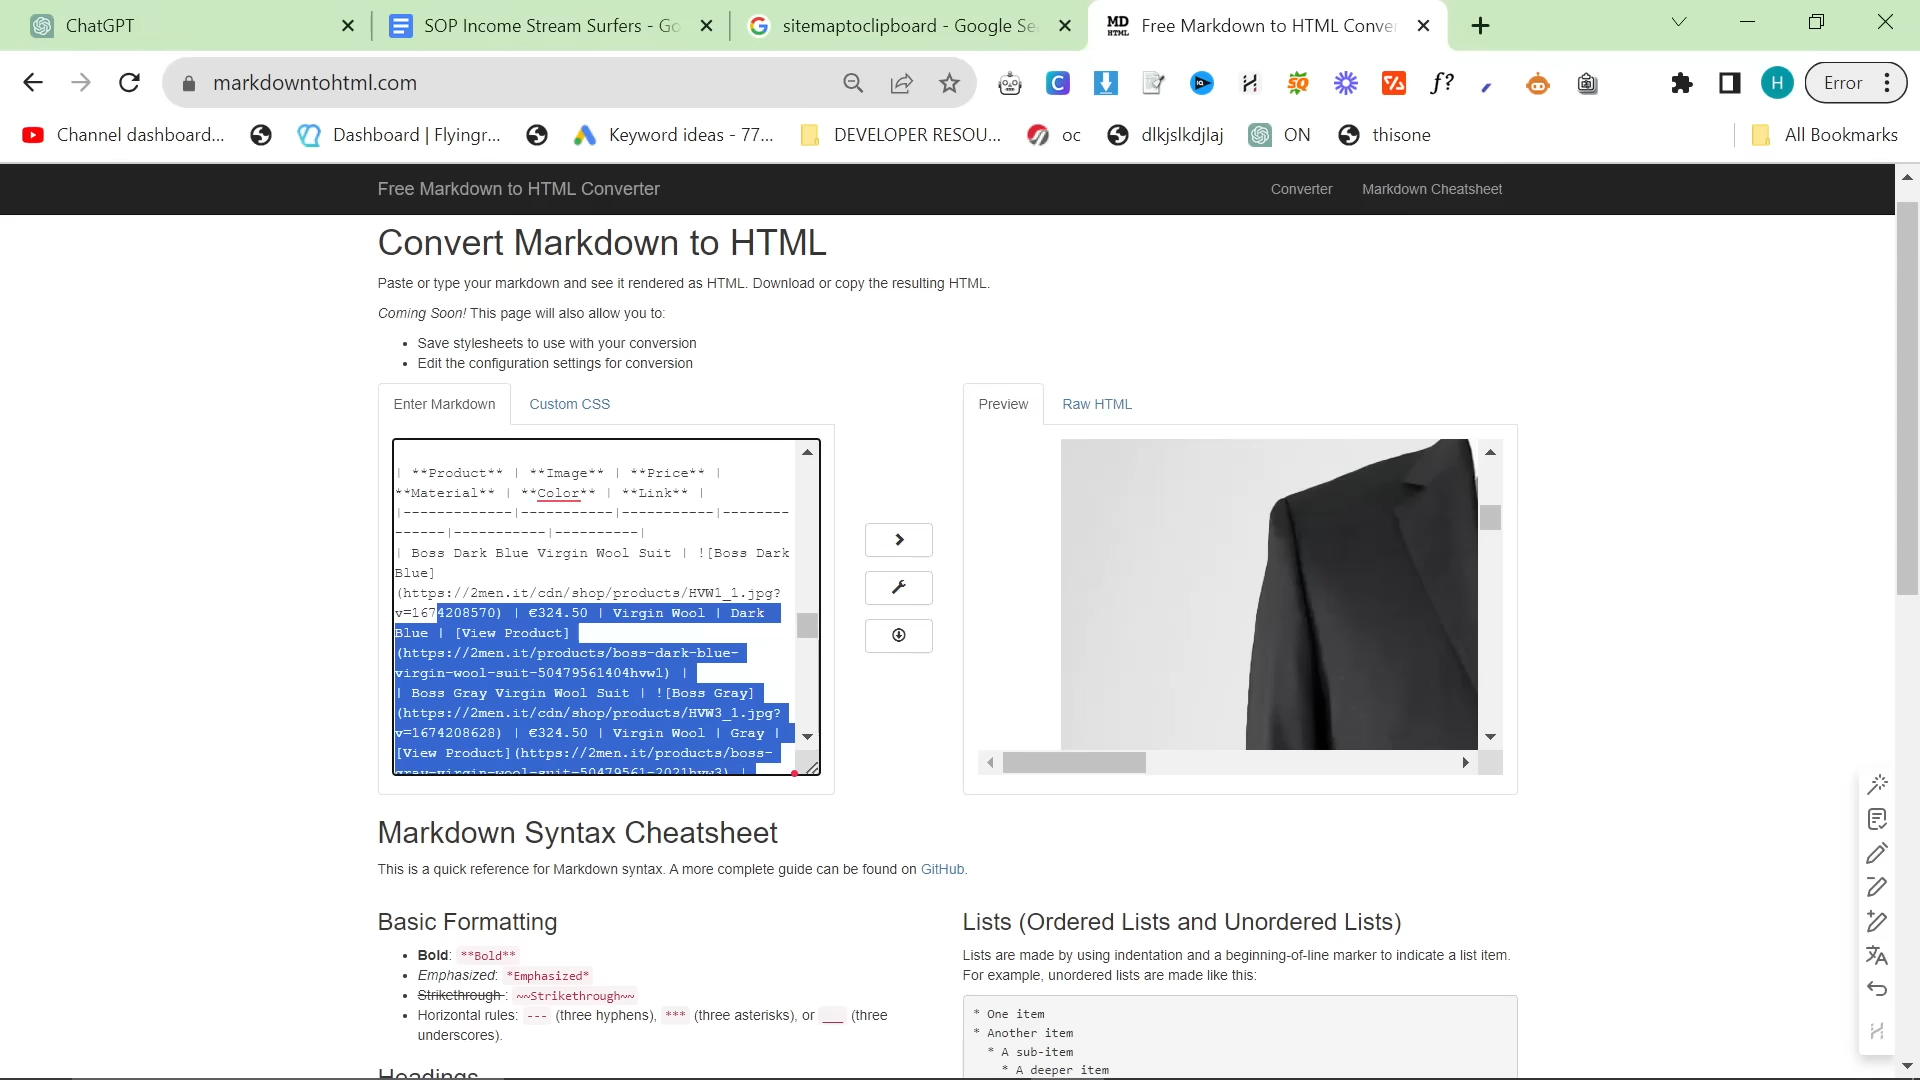 ChatGPT
SOP Income Stream Surfers - Go
sitemaptoclipboard - Google Se
MD HTML
Free Markdown to HTML Conver
markdowntohtml.com
H
Error
Channel dashboard...
Dashboard | Flyingr...
Keyword ideas - 77...
DEVELOPER RESOU...
oc
dlkjslkdjlaj
ON
thisone
All Bookmarks
Free Markdown to HTML Converter
Converter
Markdown Cheatsheet
Convert Markdown to HTML
Paste or type your markdown and see it rendered as HTML. Download or copy the resulting HTML.
Coming Soon! This page will also allow you to:
• Save stylesheets to use with your conversion
• Edit the configuration settings for conversion
Enter Markdown
Custom CSS
Preview
Raw HTML
| **Product** | **Image** | **Price** |
**Material** | **Color** | **Link** |
|-------------|-----------|-----------|--------
------|-----------|----------|
| Boss Dark Blue Virgin Wool Suit | ![Boss Dark
Blue]
(https://2men.it/cdn/shop/products/HVW1_1.jpg?
v=1674208570) | €324.50 | Virgin Wool | Dark
Blue | [View Product]
(https://2men.it/products/boss-dark-blue-
virgin-wool-suit-50479561404hvw1) |
| Boss Gray Virgin Wool Suit | ![Boss Gray]
(https://2men.it/cdn/shop/products/HVW3_1.jpg?
v=1674208628) | €324.50 | Virgin Wool | Gray |
[View Product](https://2men.it/products/boss-
gray-virgin-wool-suit-50479561-2021hvw3) |
Markdown Syntax Cheatsheet
This is a quick reference for Markdown syntax. A more complete guide can be found on GitHub.
Basic Formatting
• Bold: **Bold**
• Emphasized: *Emphasized*
• Strikethrough: ~~Strikethrough~~
• Horizontal rules: --- (three hyphens), *** (three asterisks), or ___ (three
underscores).
Headings
Lists (Ordered Lists and Unordered Lists)
Lists are made by using indentation and a beginning-of-line marker to indicate a list item.
For example, unordered lists are made like this:
* One item
* Another item
* A sub-item
* A deeper item